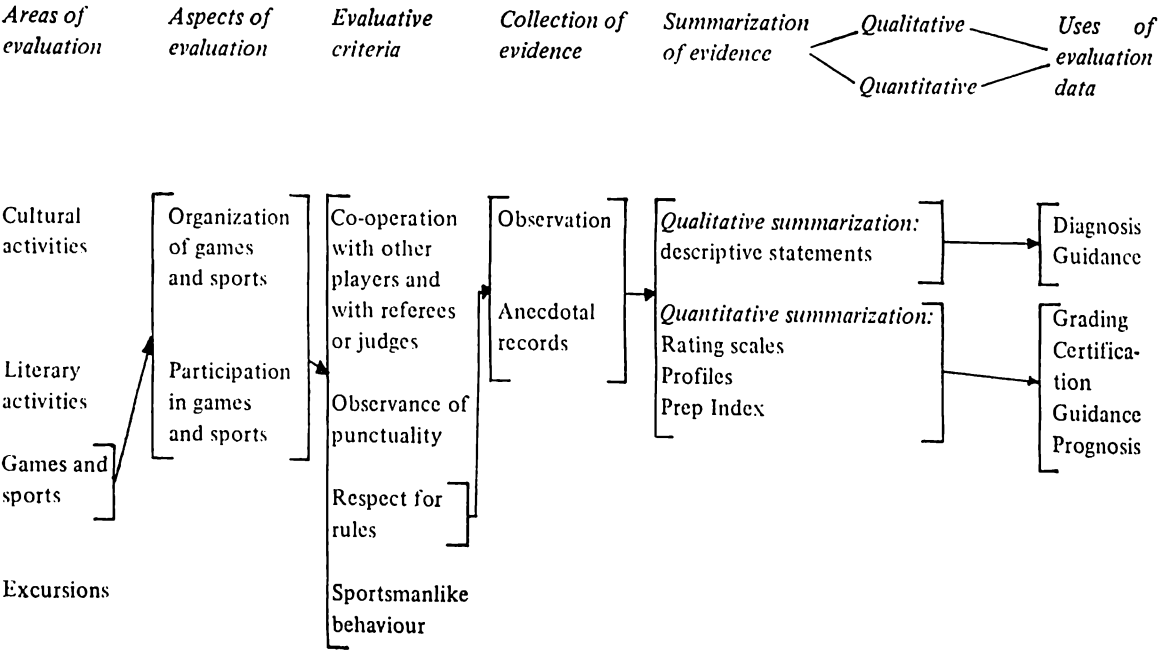 Areas of
evaluation
Aspects of
evaluation
Evaluative
criteria
Collection of
evidence
Summarization
of evidence
Qualitative
Quantitative
Uses of
evaluation
data
Cultural
activities
Literary
activities
Games and
sports
Excursions
Organization
of games
and sports
Participation
in games
and sports
Co-operation
with other
players and
with referees
or judges
Observance of
punctuality
Respect for
rules
Sportsmanlike
behaviour
Observation
Anecdotal
records
Qualitative summarization:
descriptive statements
Quantitative summarization:
Rating scales
Profiles
Prep Index
Diagnosis
Guidance
Grading
Certifica-
tion
Guidance
Prognosis